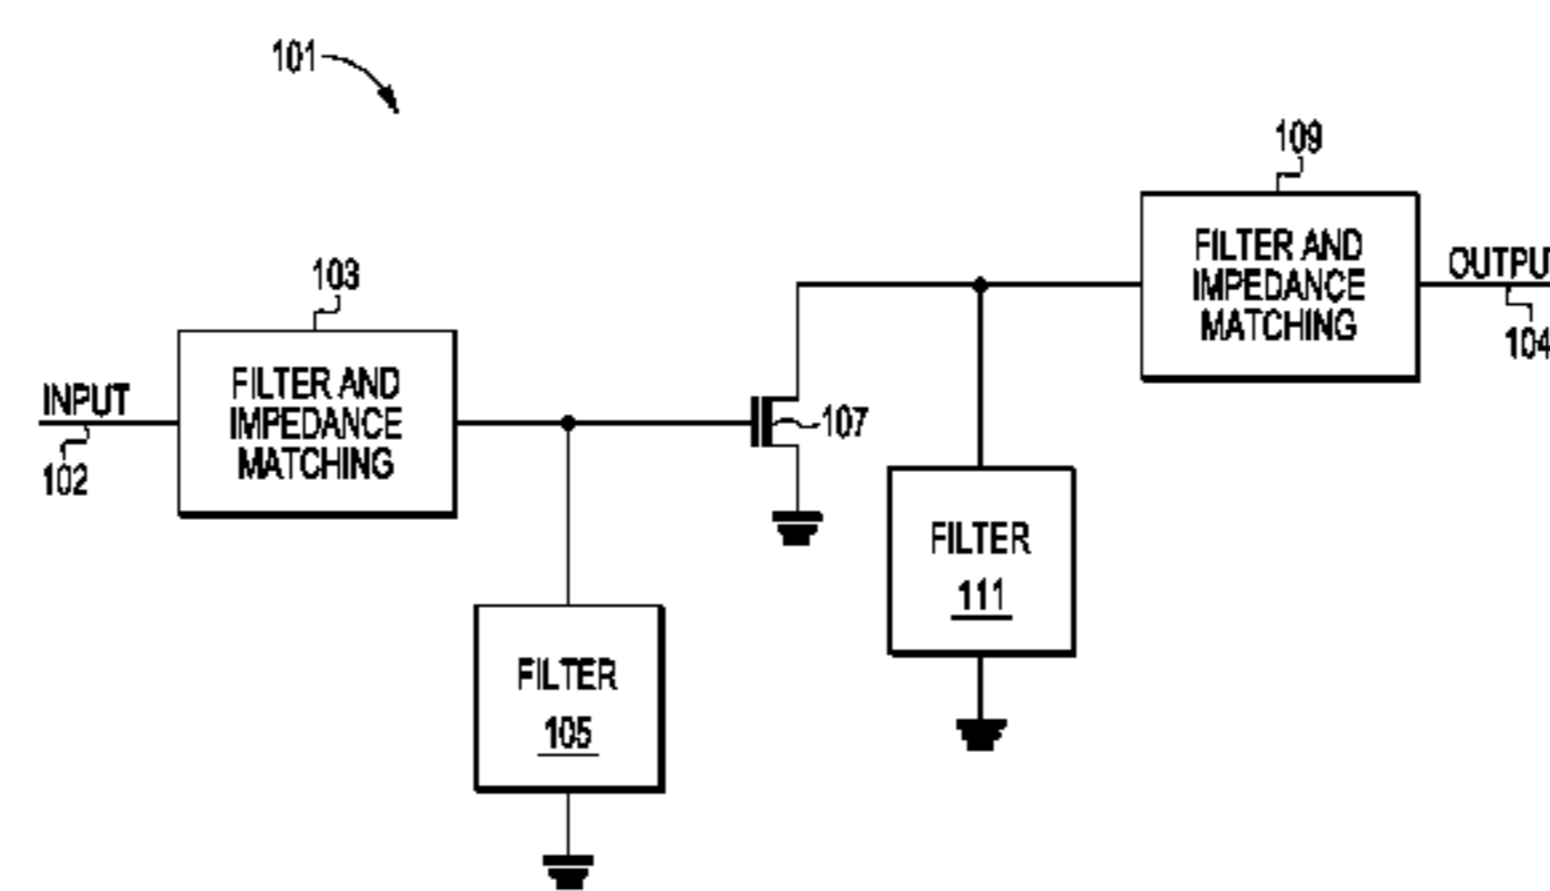 101
109
FILTER AND
IMPEDANCE
MATCHING
OUTPU
104
103
FILTER AND
IMPEDANCE
MATCHING
INPUT
102
107
FILTER
111
FILTER
105